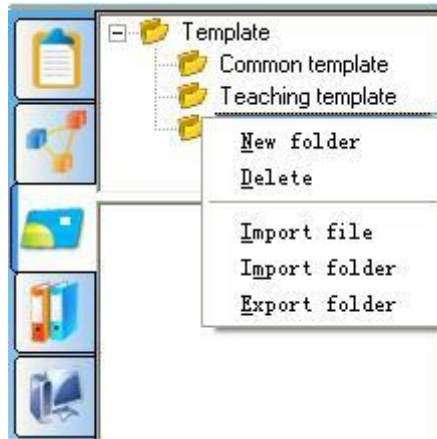 Template
Common template
Teaching template
New folder
Delete
Import file
Import folder
Export folder